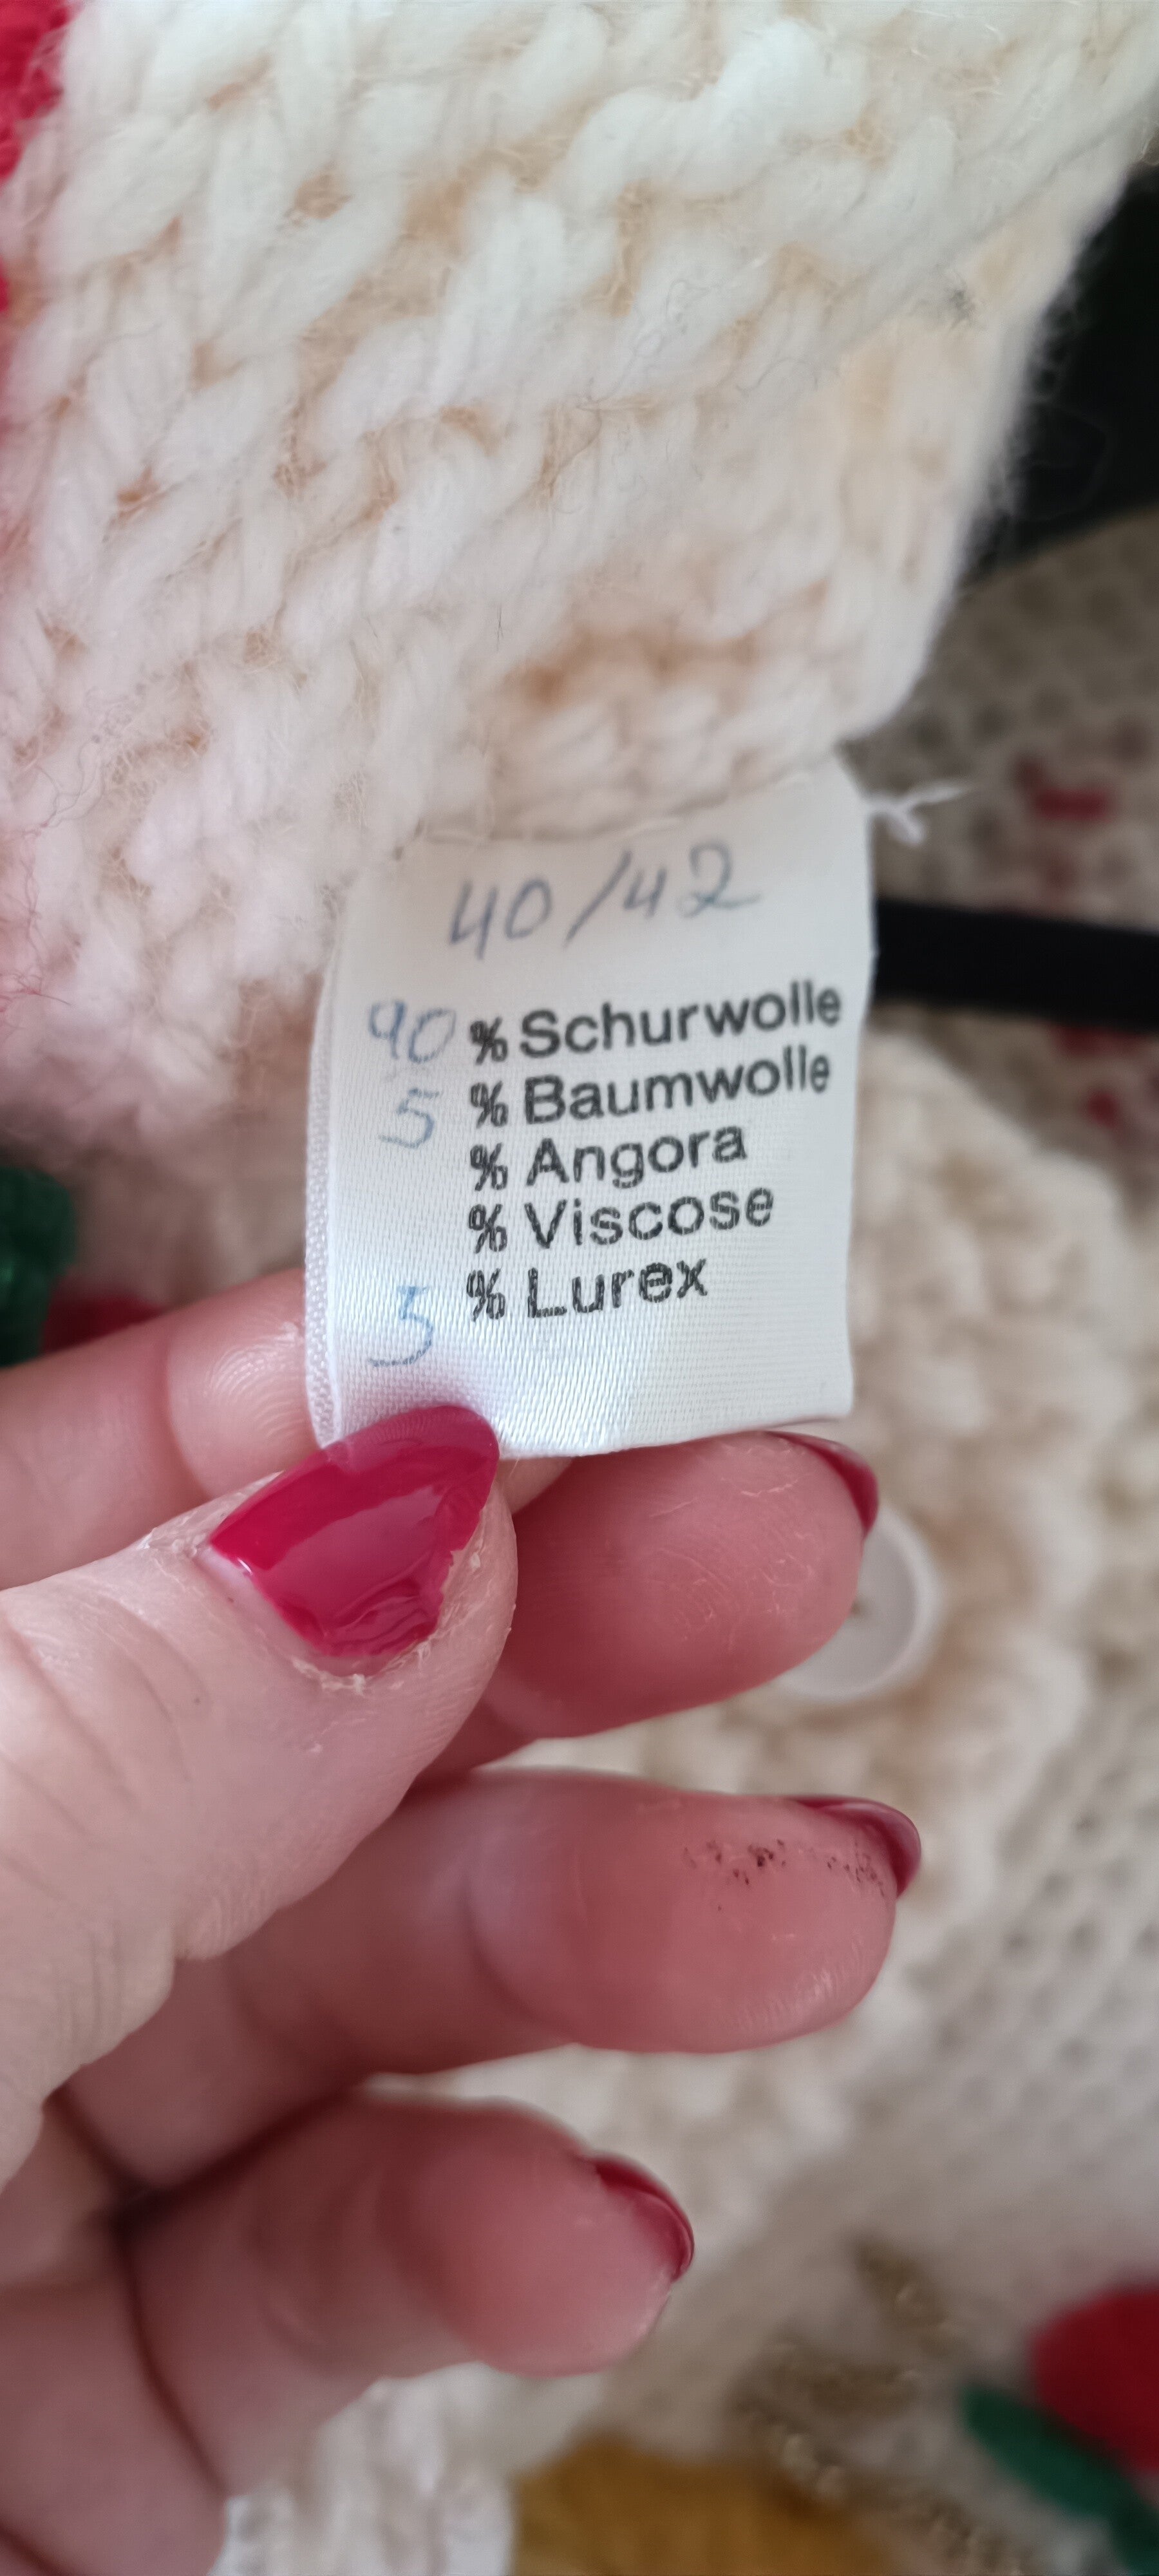 40/42
90 % Schurwolle
5 % Baumwolle
% Angora
% Viscose
5 % Lurex